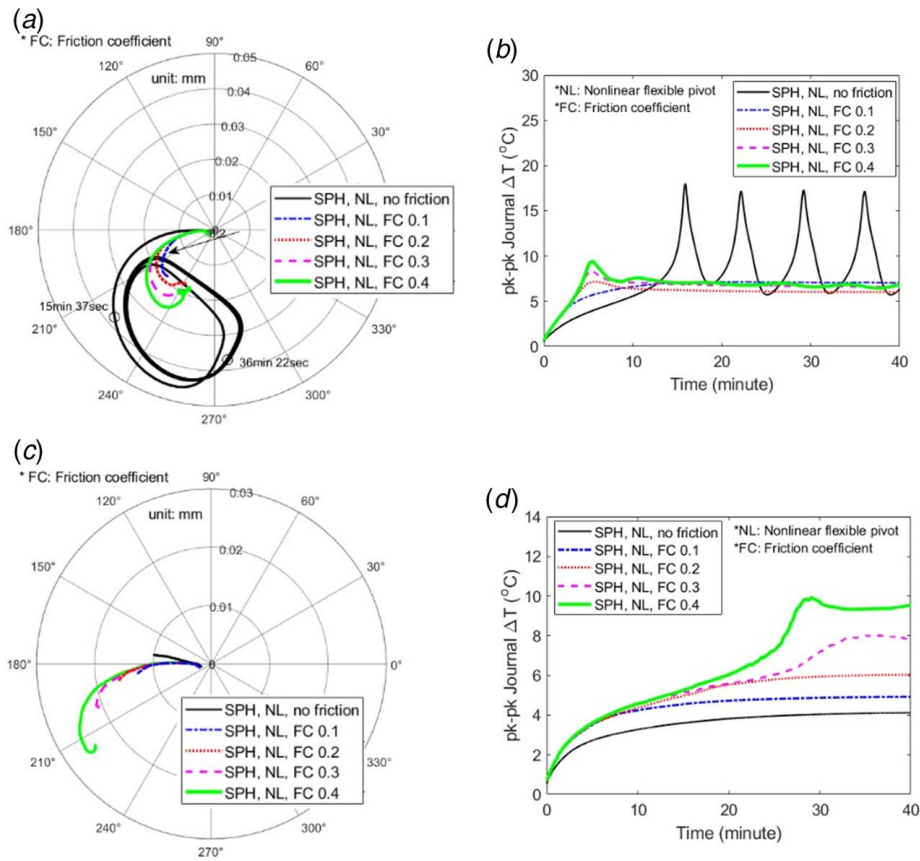 (a)
* FC: Friction coefficient
unit: mm
90°
60°
30°
330°
300°
270°
240°
210°
180°
150°
120°
0.05
0.04
0.03
0.02
0.01
SPH, NL, no friction
SPH, NL, FC 0.1
SPH, NL, FC 0.2
SPH, NL, FC 0.3
SPH, NL, FC 0.4
15min 37sec
36min 22sec
(b)
*NL: Nonlinear flexible pivot
*FC: Friction coefficient
SPH, NL, no friction
SPH, NL, FC 0.1
SPH, NL, FC 0.2
SPH, NL, FC 0.3
SPH, NL, FC 0.4
pk-pk Journal ΔT (°C)
30
25
20
15
10
5
0
0 10 20 30 40
Time (minute)
(c)
* FC: Friction coefficient
unit: mm
90°
60°
30°
0°
330°
300°
270°
240°
210°
180°
150°
120°
0.03
0.02
0.01
0
SPH, NL, no friction
SPH, NL, FC 0.1
SPH, NL, FC 0.2
SPH, NL, FC 0.3
SPH, NL, FC 0.4
(d)
SPH, NL, no friction
SPH, NL, FC 0.1
SPH, NL, FC 0.2
SPH, NL, FC 0.3
SPH, NL, FC 0.4
*NL: Nonlinear flexible pivot
*FC: Friction coefficient
pk-pk Journal ΔT (°C)
14
12
10
8
6
4
2
0
0 10 20 30 40
Time (minute)